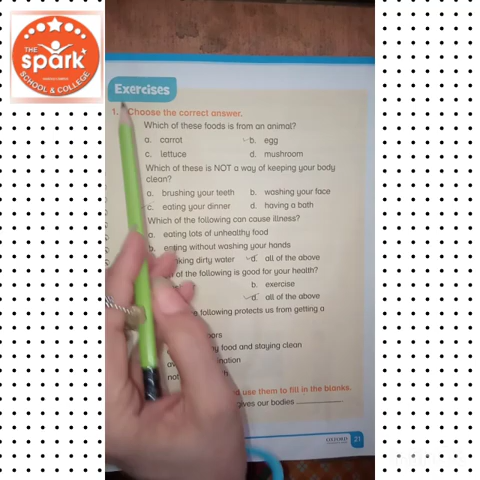 THE
spark
SCHOOL & COLLEGE
Exercises
1. Choose the correct answer.
Which of these foods is from an animal?
a. carrot b. egg
c. lettuce d. mushroom
Which of these is NOT a way of keeping your body
clean?
a. brushing your teeth b. washing your face
c. eating your dinner d. having a bath
Which of the following can cause illness?
a. eating lots of unhealthy food
b. eating without washing your hands
dirty water d. all of the above
of the following is good for your health?
b. exercise
d. all of the above
following protects us from getting a
food and staying clean
use them to fill in the blanks.
gives our bodies
OXFORD
21